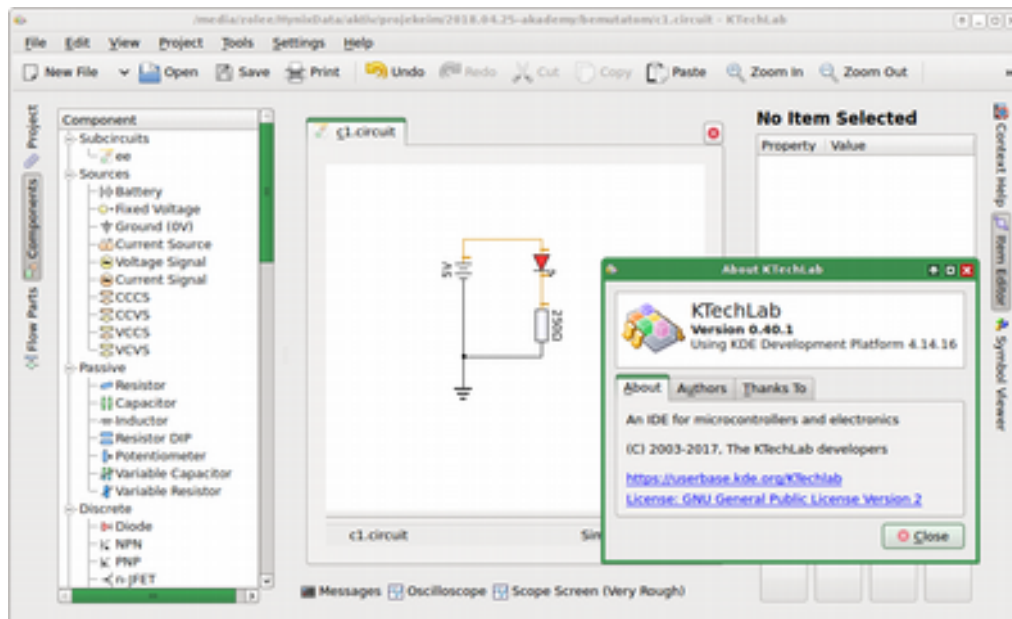 /media/zolee/HynixData/aktiv/projekeim/2018.04.25-akademy/bemutatom/c1.circuit - KTechLab
File Edit View Project Tools Settings Help
New File Open Save Print Undo Redo Cut Copy Paste Zoom In Zoom Out »
Project
Components
Flow Parts
Component
Subcircuits
ee
Sources
Battery
Fixed Voltage
Ground (0V)
Current Source
Voltage Signal
Current Signal
CCCS
CCVS
VCCS
VCVS
Passive
Resistor
Capacitor
Inductor
Resistor DIP
Potentiometer
Variable Capacitor
Variable Resistor
Discrete
Diode
NPN
PNP
n-JFET
c1.circuit
5V
250Ω
c1.circuit
Messages Oscilloscope Scope Screen (Very Rough)
No Item Selected
Property Value
Context Help
Item Editor
Symbol Viewer
About KTechLab
KTechLab
Version 0.40.1
Using KDE Development Platform 4.14.16
About Authors Thanks To
An IDE for microcontrollers and electronics
(C) 2003-2017, The KTechLab developers
https://userbase.kde.org/KTechlab
License: GNU General Public License Version 2
Close